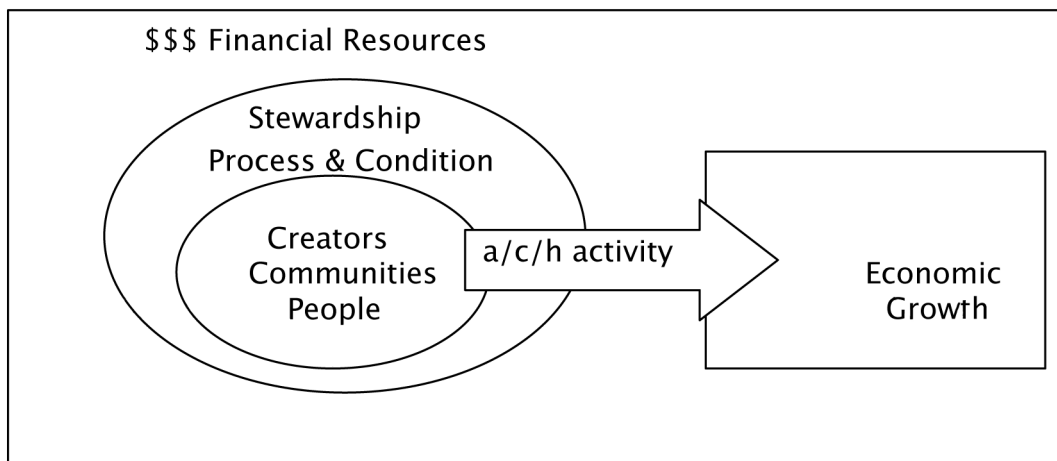 $$$ Financial Resources
Stewardship
Process & Condition
Creators
Communities
People
a/c/h activity
Economic
Growth